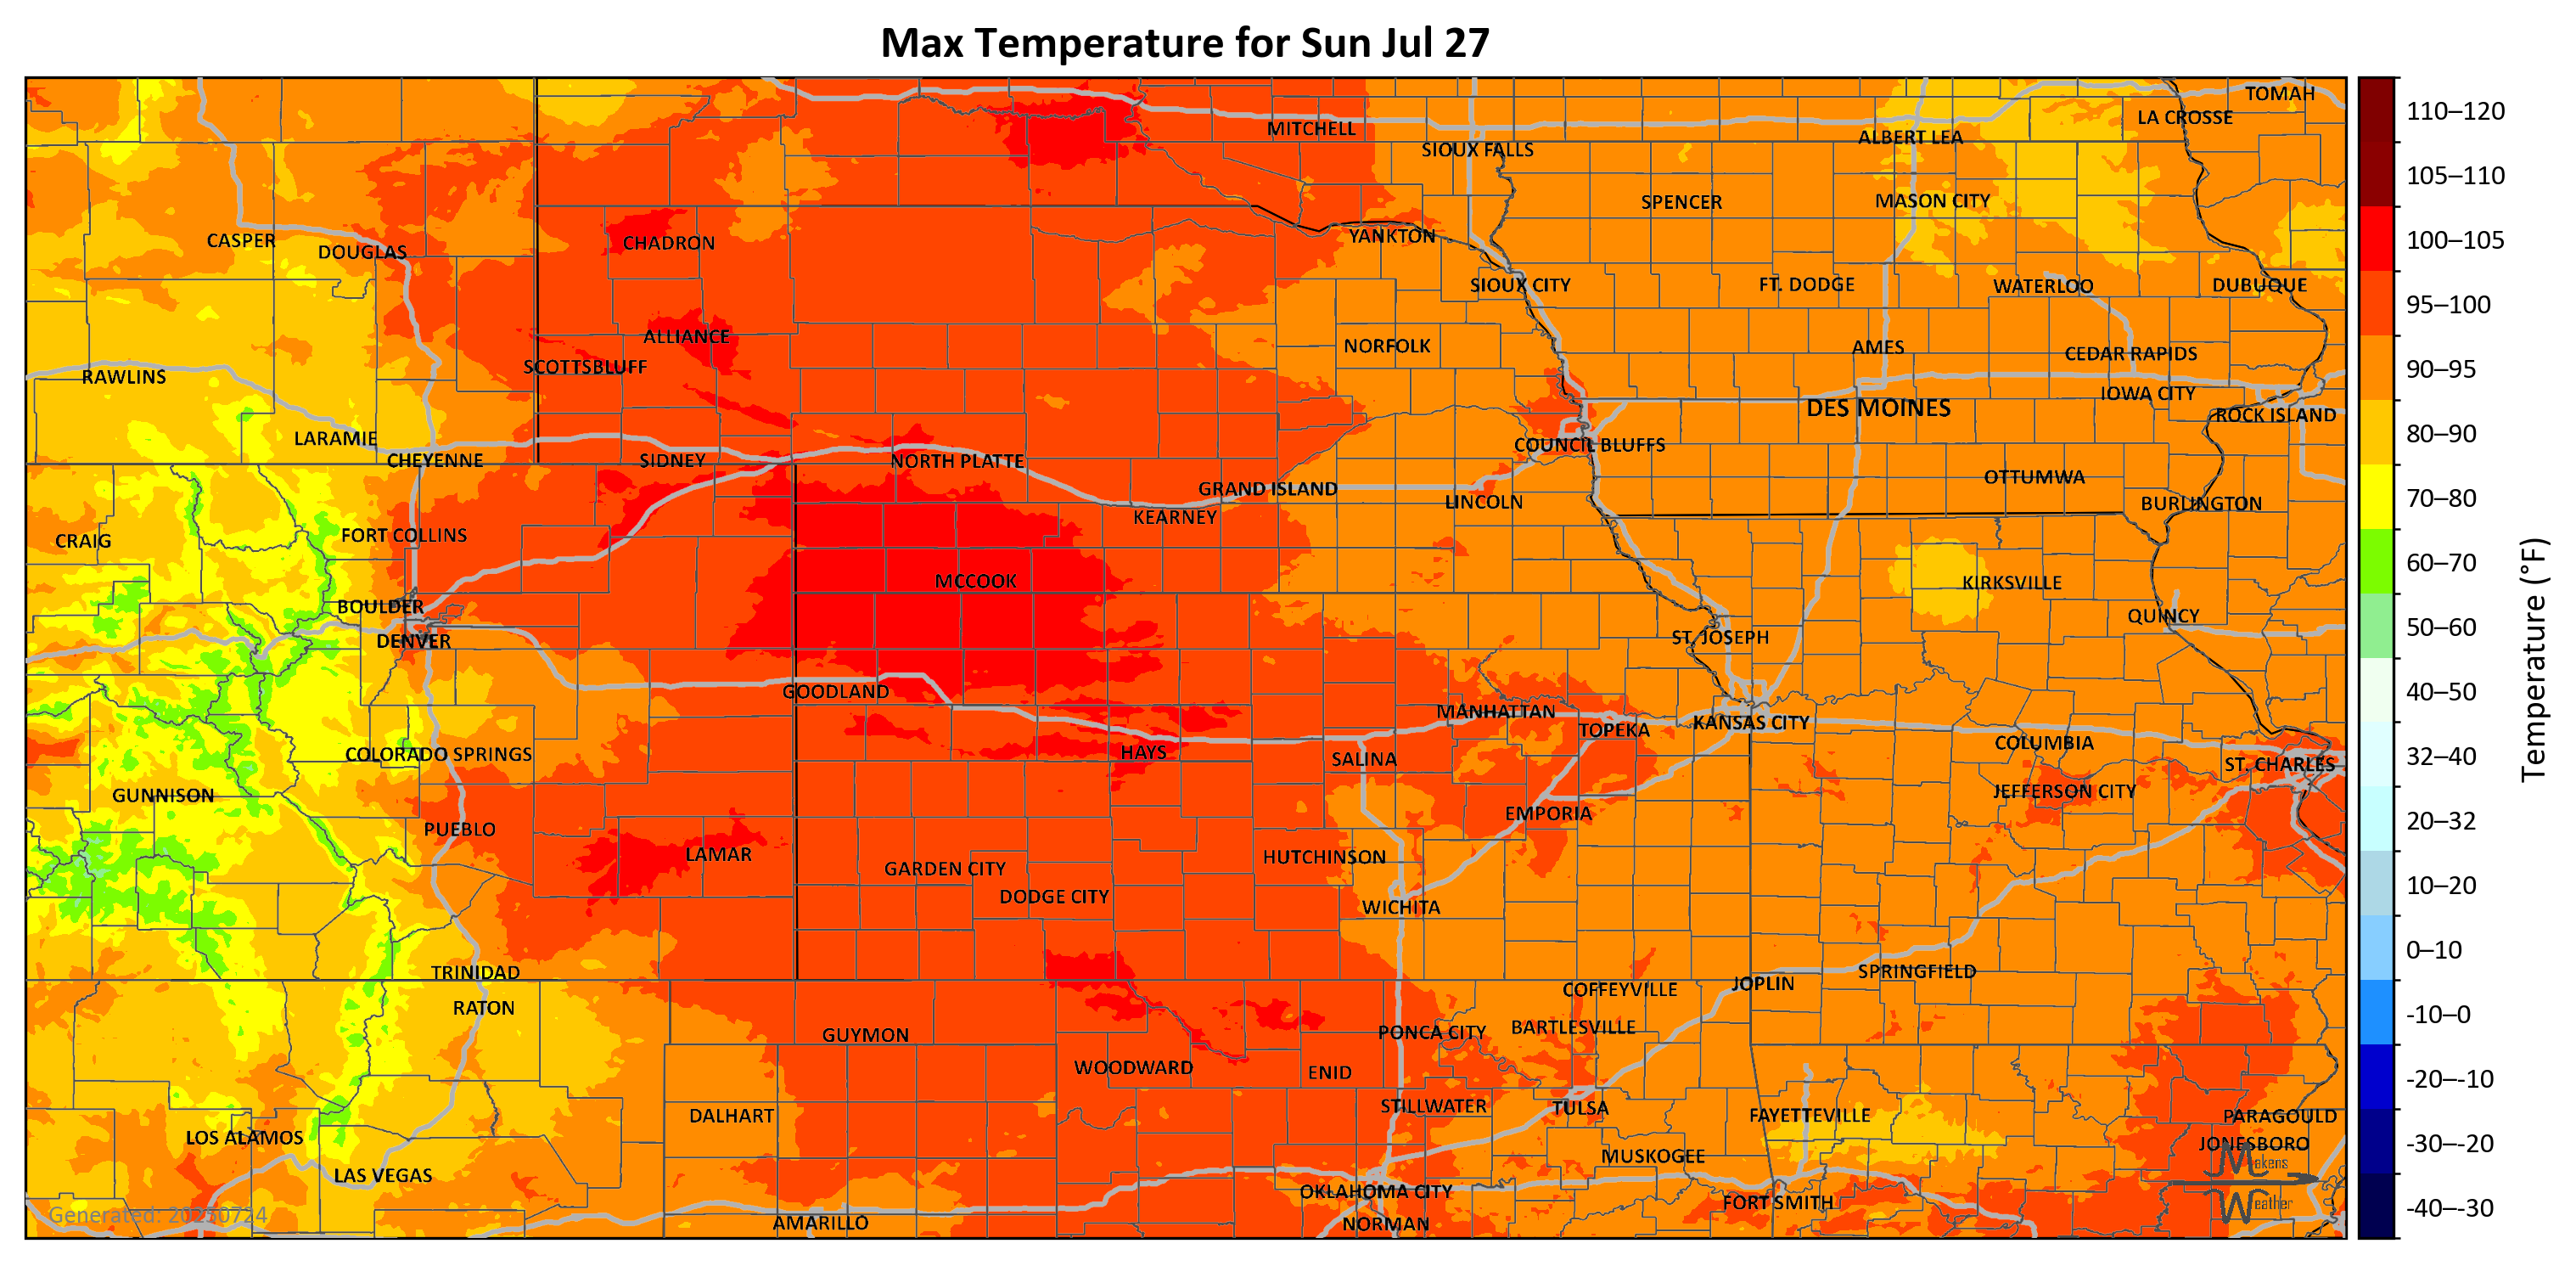 Max Temperature for Sun Jul 27
TOMAH
LA CROSSE
MITCHELL
ALBERT LEA
SIOUX FALLS
SPENCER
MASON CITY
CASPER
DOUGLAS
CHADRON
YANKTON
SIOUX CITY
FT. DODGE
WATERLOO
DUBUQUE
ALLIANCE
NORFOLK
AMES
CEDAR RAPIDS
SCOTTSBLUFF
RAWLINS
IOWA CITY
DES MOINES
ROCK ISLAND
LARAMIE
COUNCIL BLUFFS
CHEYENNE
SIDNEY
NORTH PLATTE
OTTUMWA
GRAND ISLAND
LINCOLN
BURLINGTON
KEARNEY
FORT COLLINS
CRAIG
MCCOOK
KIRKSVILLE
BOULDER
QUINCY
DENVER
ST. JOSEPH
GOODLAND
MANHATTAN
TOPEKA
KANSAS CITY
COLUMBIA
COLORADO SPRINGS
HAYS
SALINA
ST. CHARLES
GUNNISON
JEFFERSON CITY
EMPORIA
PUEBLO
LAMAR
HUTCHINSON
GARDEN CITY
DODGE CITY
WICHITA
TRINIDAD
SPRINGFIELD
JOPLIN
COFFEYVILLE
RATON
GUYMON
PONCA CITY
BARTLESVILLE
WOODWARD
ENID
STILLWATER
TULSA
DALHART
FAYETTEVILLE
PARAGOULD
LOS ALAMOS
JONESBORO
MUSKOGEE
LAS VEGAS
OKLAHOMA CITY
FORT SMITH
AMARILLO
NORMAN
Makens
Weather
Generated: 20250724
110–120
105–110
100–105
95–100
90–95
80–90
70–80
60–70
50–60
40–50
32–40
20–32
10–20
0–10
-10–0
-20–-10
-30–-20
-40–-30
Temperature (°F)